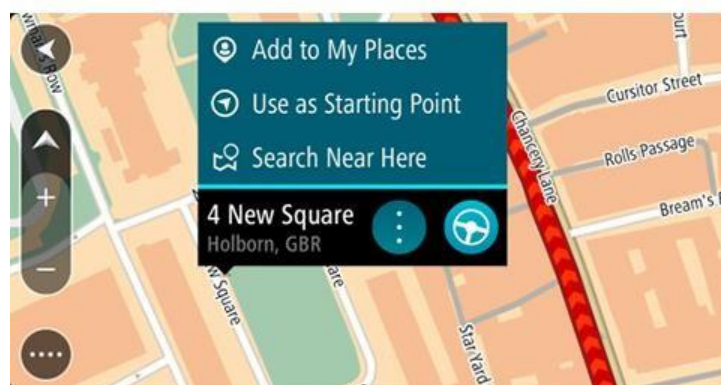 Add to My Places
Use as Starting Point
Search Near Here
4 New Square
Holborn, GBR
Chancery Lane
Cursitor Street
Rolls Passage
Bream's
Square
Star Yard
Row